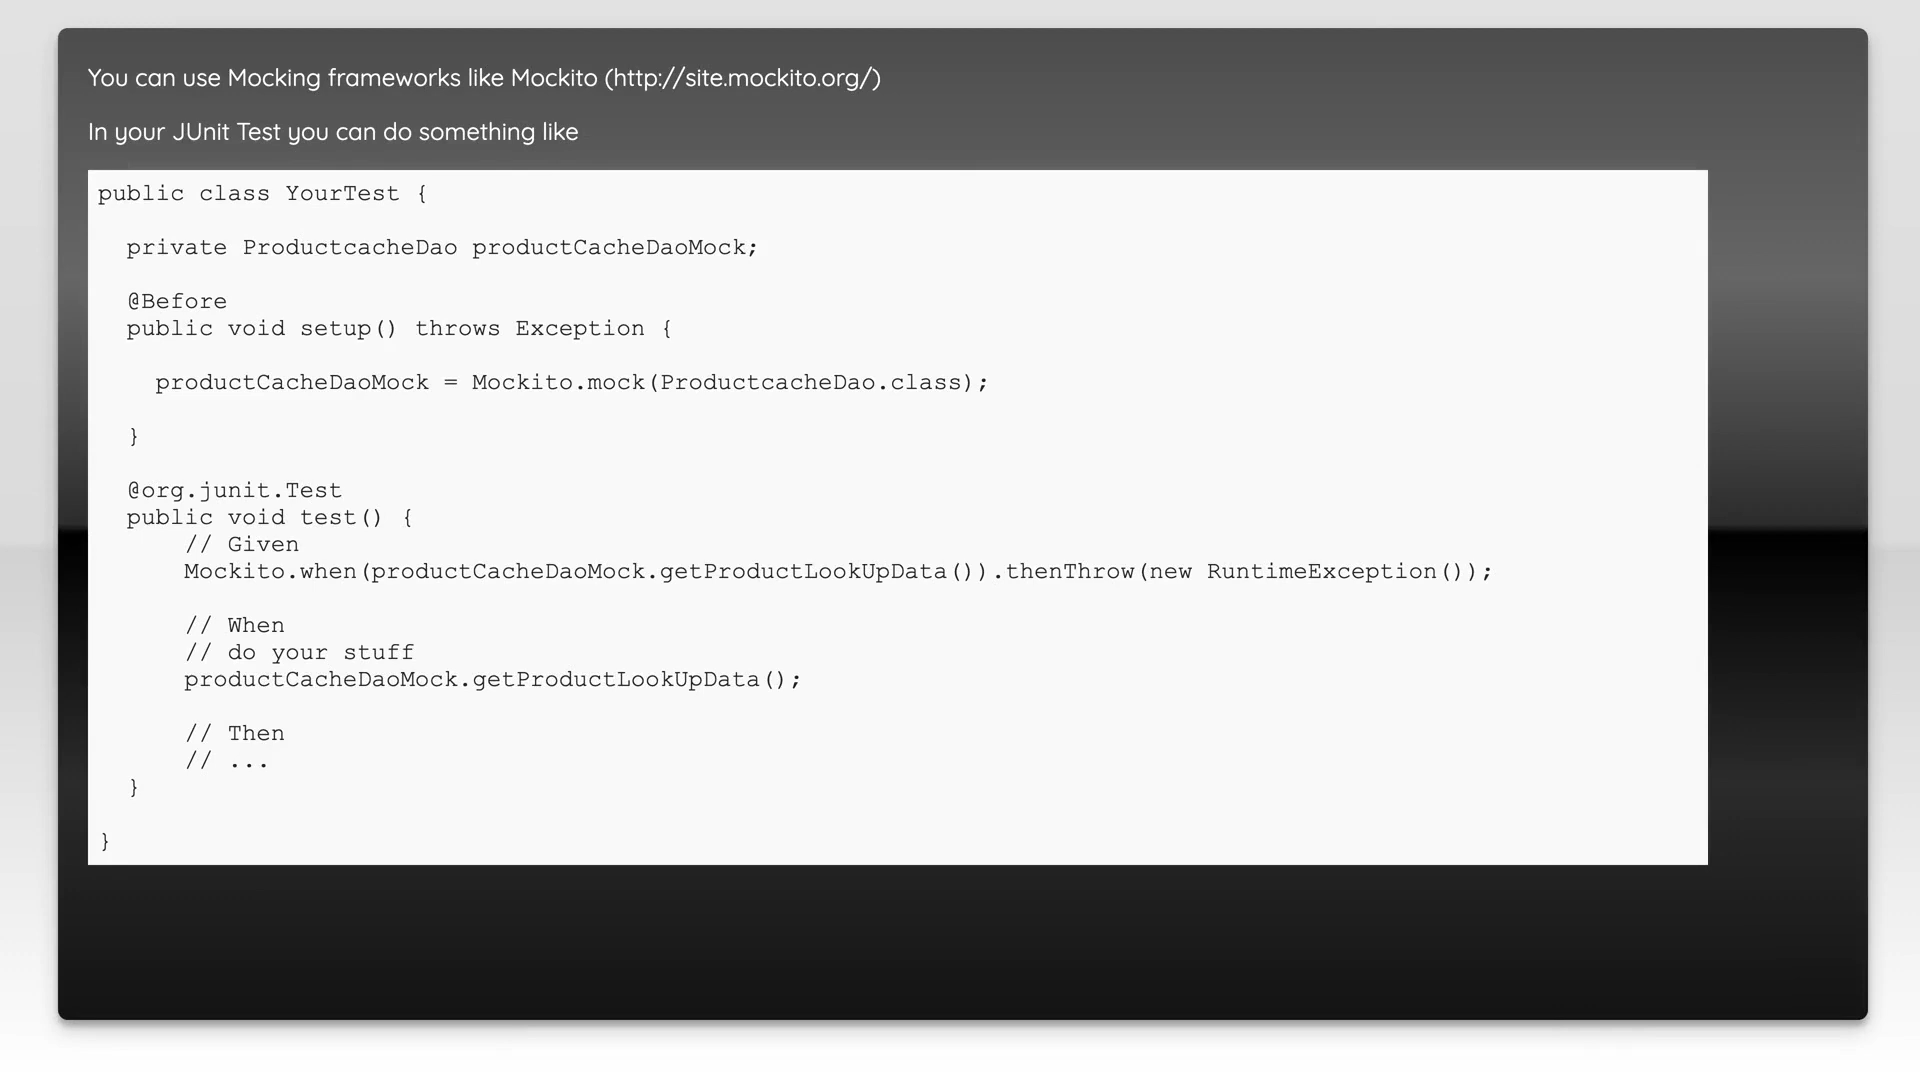 You can use Mocking frameworks like Mockito (http://site.mockito.org/)
In your JUnit Test you can do something like
public class YourTest {
private ProductcacheDao productCacheDaoMock;
@Before
public void setup() throws Exception {
productCacheDaoMock = Mockito.mock(ProductcacheDao.class);
}
@org.junit.Test
public void test() {
// Given
Mockito.when(productCacheDaoMock.getProductLookUpData()).thenThrow(new RuntimeException());
// When
// do your stuff
productCacheDaoMock.getProductLookUpData();
// Then
// ...
}
}